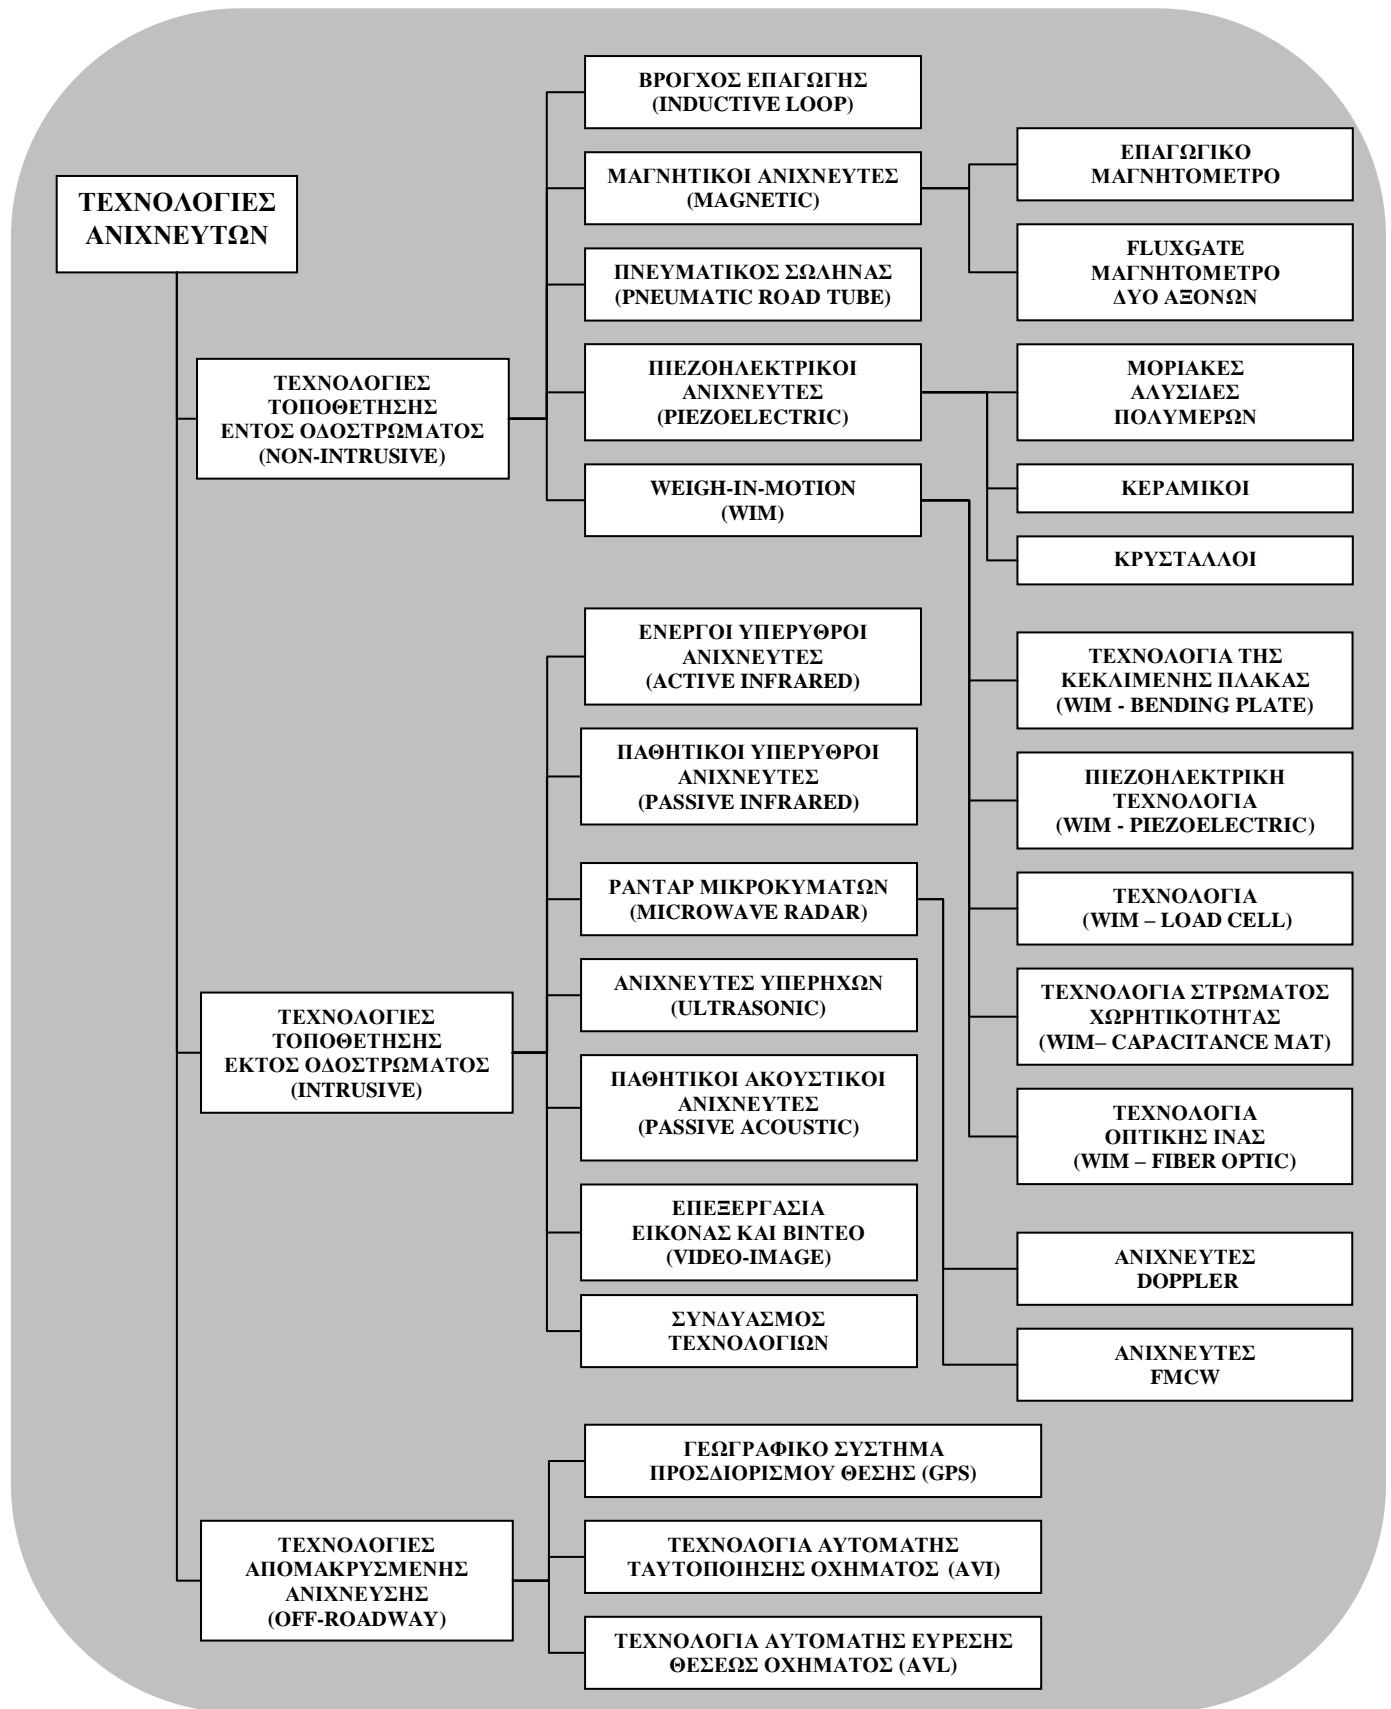 ΤΕΧΝΟΛΟΓΙΕΣ
ΑΝΙΧΝΕΥΤΩΝ
ΤΕΧΝΟΛΟΓΙΕΣ
ΤΟΠΟΘΕΤΗΣΗΣ
ΕΝΤΟΣ ΟΔΟΣΤΡΩΜΑΤΟΣ
(NON-INTRUSIVE)
ΒΡΟΓΧΟΣ ΕΠΑΓΩΓΗΣ
(INDUCTIVE LOOP)
ΜΑΓΝΗΤΙΚΟΙ ΑΝΙΧΝΕΥΤΕΣ
(MAGNETIC)
ΕΠΑΓΩΓΙΚΟ
ΜΑΓΝΗΤΟΜΕΤΡΟ
FLUXGATE
ΜΑΓΝΗΤΟΜΕΤΡΟ
ΔΥΟ ΑΞΟΝΩΝ
ΠΝΕΥΜΑΤΙΚΟΣ ΣΩΛΗΝΑΣ
(PNEUMATIC ROAD TUBE)
ΠΙΕΖΟΗΛΕΚΤΡΙΚΟΙ
ΑΝΙΧΝΕΥΤΕΣ
(PIEZOELECTRIC)
ΜΟΡΙΑΚΕΣ
ΑΛΥΣΙΔΕΣ
ΠΟΛΥΜΕΡΩΝ
ΚΕΡΑΜΙΚΟΙ
ΚΡΥΣΤΑΛΛΟΙ
WEIGH-IN-MOTION
(WIM)
ΤΕΧΝΟΛΟΓΙΑ ΤΗΣ
ΚΕΚΛΙΜΕΝΗΣ ΠΛΑΚΑΣ
(WIM - BENDING PLATE)
ΠΙΕΖΟΗΛΕΚΤΡΙΚΗ
ΤΕΧΝΟΛΟΓΙΑ
(WIM - PIEZOELECTRIC)
ΤΕΧΝΟΛΟΓΙΑ
(WIM – LOAD CELL)
ΤΕΧΝΟΛΟΓΙΑ ΣΤΡΩΜΑΤΟΣ
ΧΩΡΗΤΙΚΟΤΗΤΑΣ
(WIM– CAPACITANCE MAT)
ΤΕΧΝΟΛΟΓΙΑ
ΟΠΤΙΚΗΣ ΙΝΑΣ
(WIM – FIBER OPTIC)
ΤΕΧΝΟΛΟΓΙΕΣ
ΤΟΠΟΘΕΤΗΣΗΣ
ΕΚΤΟΣ ΟΔΟΣΤΡΩΜΑΤΟΣ
(INTRUSIVE)
ΕΝΕΡΓΟΙ ΥΠΕΡΥΘΡΟΙ
ΑΝΙΧΝΕΥΤΕΣ
(ACTIVE INFRARED)
ΠΑΘΗΤΙΚΟΙ ΥΠΕΡΥΘΡΟΙ
ΑΝΙΧΝΕΥΤΕΣ
(PASSIVE INFRARED)
ΡΑΝΤΑΡ ΜΙΚΡΟΚΥΜΑΤΩΝ
(MICROWAVE RADAR)
ΑΝΙΧΝΕΥΤΕΣ ΥΠΕΡΗΧΩΝ
(ULTRASONIC)
ΠΑΘΗΤΙΚΟΙ ΑΚΟΥΣΤΙΚΟΙ
ΑΝΙΧΝΕΥΤΕΣ
(PASSIVE ACOUSTIC)
ΕΠΕΞΕΡΓΑΣΙΑ
ΕΙΚΟΝΑΣ ΚΑΙ ΒΙΝΤΕΟ
(VIDEO-IMAGE)
ΣΥΝΔΥΑΣΜΟΣ
ΤΕΧΝΟΛΟΓΙΩΝ
ΑΝΙΧΝΕΥΤΕΣ
DOPPLER
ΑΝΙΧΝΕΥΤΕΣ
FMCW
ΤΕΧΝΟΛΟΓΙΕΣ
ΑΠΟΜΑΚΡΥΣΜΕΝΗΣ
ΑΝΙΧΝΕΥΣΗΣ
(OFF-ROADWAY)
ΓΕΩΓΡΑΦΙΚΟ ΣΥΣΤΗΜΑ
ΠΡΟΣΔΙΟΡΙΣΜΟΥ ΘΕΣΗΣ (GPS)
ΤΕΧΝΟΛΟΓΙΑ ΑΥΤΟΜΑΤΗΣ
ΤΑΥΤΟΠΟΙΗΣΗΣ ΟΧΗΜΑΤΟΣ (AVI)
ΤΕΧΝΟΛΟΓΙΑ ΑΥΤΟΜΑΤΗΣ ΕΥΡΕΣΗΣ
ΘΕΣΕΩΣ ΟΧΗΜΑΤΟΣ (AVL)